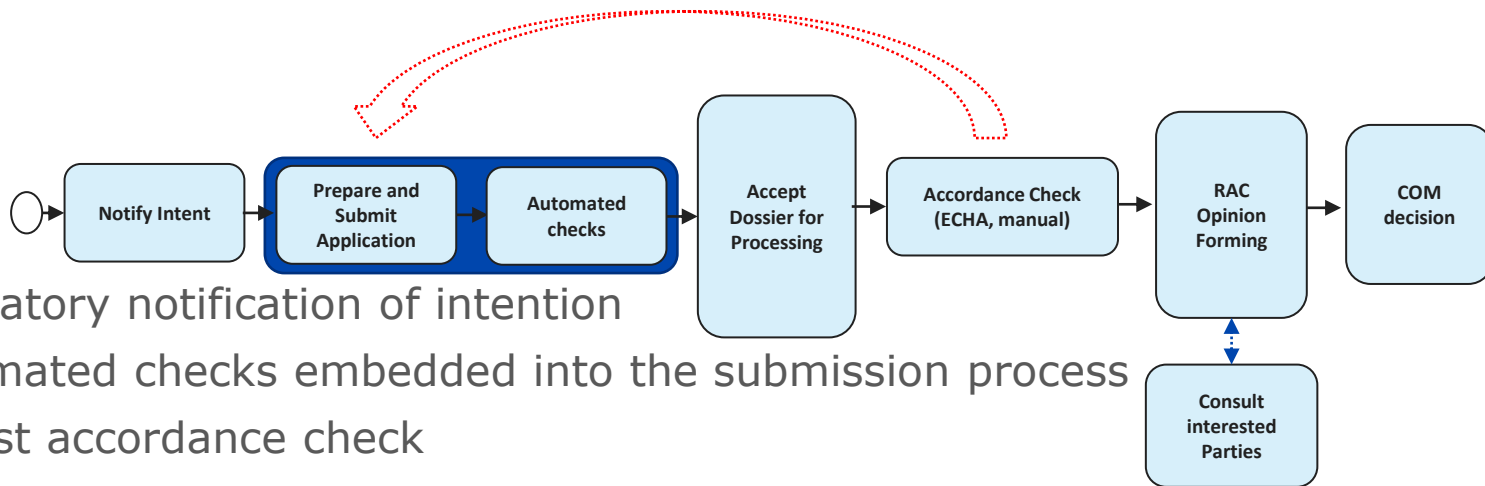 Notify Intent
Prepare and
Submit
Application
Automated
checks
Accept
Dossier for
Processing
Accordance Check
(ECHA, manual)
RAC
Opinion
Forming
COM
decision
Consult
interested
Parties
atory notification of intention
mated checks embedded into the submission process
st accordance check